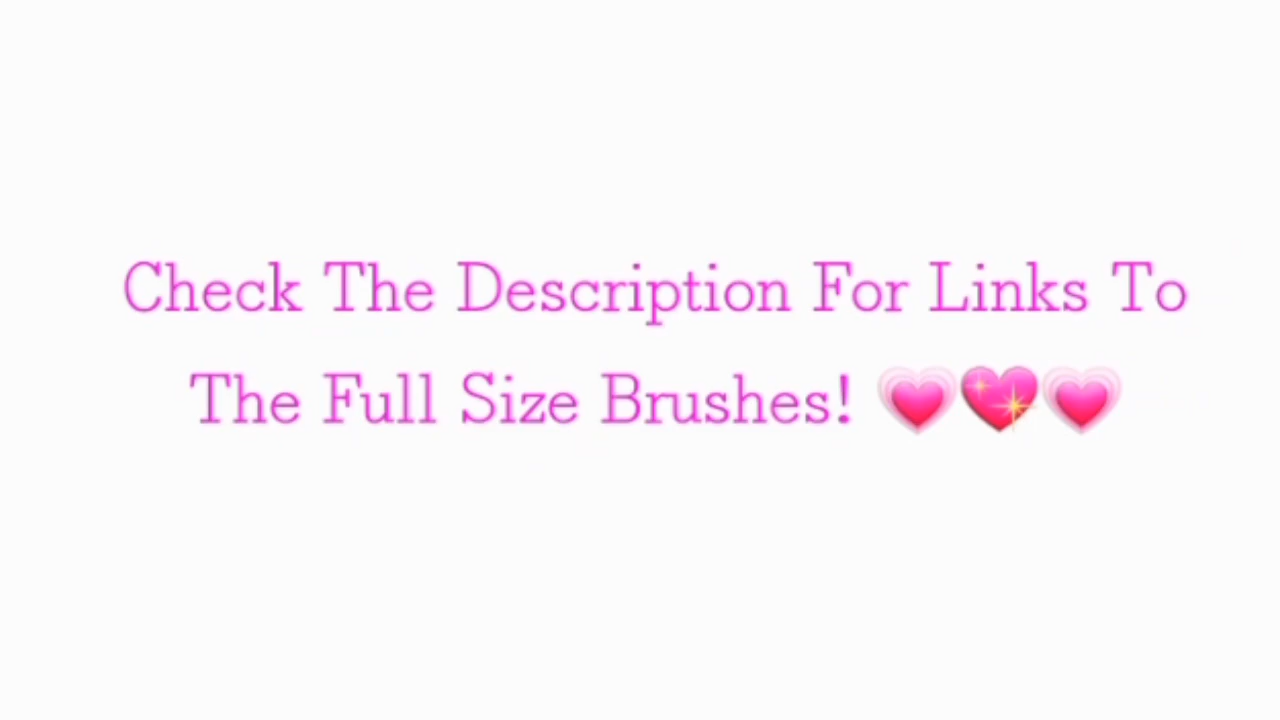 Check The Description For Links To
The Full Size Brushes! 💗💖💗